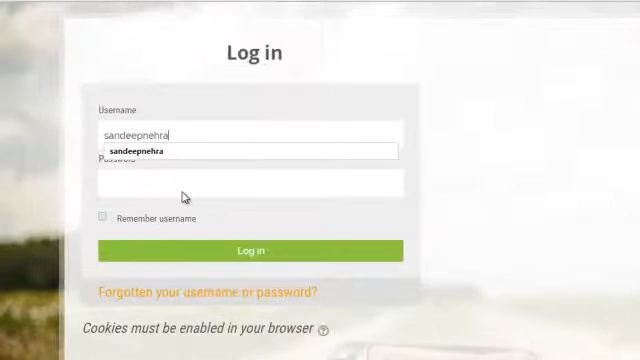 Log in
Username
sandeepnehra
sandeepnehra
Password
Remember username
Log in
Forgotten your username or password?
Cookies must be enabled in your browser ?